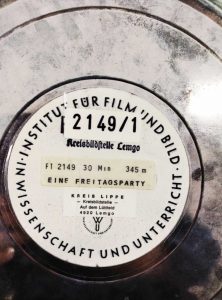 INSTITUT FÜR FILM UND BILD
IN WISSENSCHAFT UND UNTERRICHT
2149/1
Kreisbildstelle Lemgo
FT 2149 30 Min 345 m
EINE FREITAGSPARTY
KREIS LIPPE
— Kreisbildstelle —
Auf dem Lüttfeld
4920 Lemgo